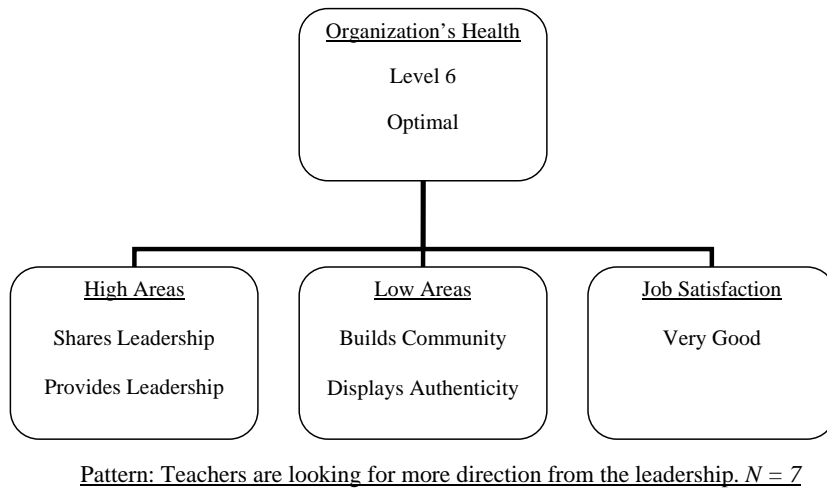 Organization’s Health
Level 6
Optimal
High Areas
Shares Leadership
Provides Leadership
Low Areas
Builds Community
Displays Authenticity
Job Satisfaction
Very Good
Pattern: Teachers are looking for more direction from the leadership. N = 7